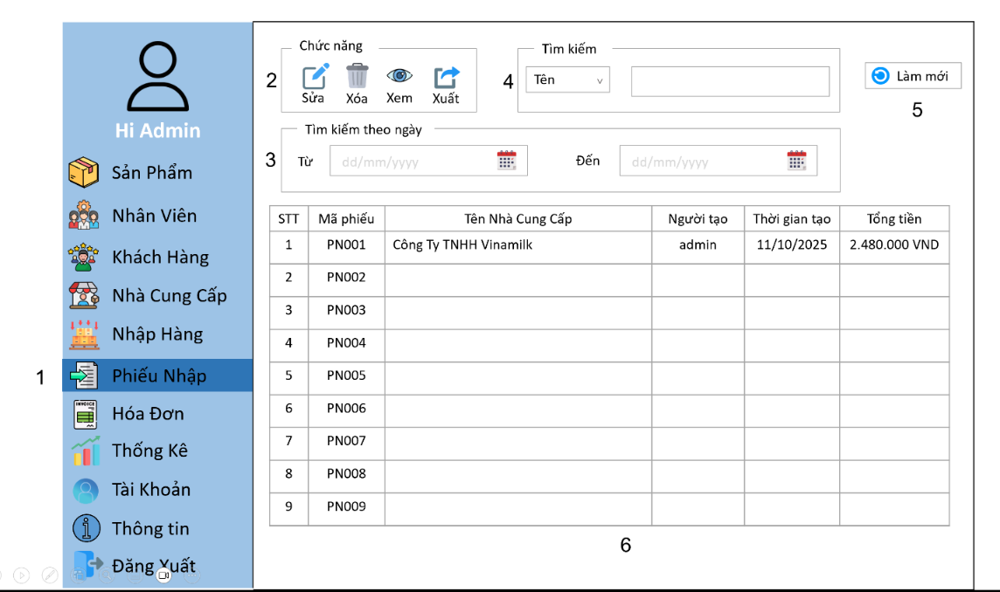 Hi Admin
Sản Phẩm
Nhân Viên
Khách Hàng
Nhà Cung Cấp
Nhập Hàng
1
Phiếu Nhập
INVOICE
Hóa Đơn
Thống Kê
Tài Khoản
Thông tin
Đăng Xuất
2
Chức năng
Sửa Xóa Xem Xuất
4
Tìm kiếm
Tên
Làm mới
5
3
Tìm kiếm theo ngày
Từ dd/mm/yyyy Đến dd/mm/yyyy
STT Mã phiếu Tên Nhà Cung Cấp Người tạo Thời gian tạo Tổng tiền
1 PN001 Công Ty TNHH Vinamilk admin 11/10/2025 2.480.000 VND
2 PN002
3 PN003
4 PN004
5 PN005
6 PN006
7 PN007
8 PN008
9 PN009
6